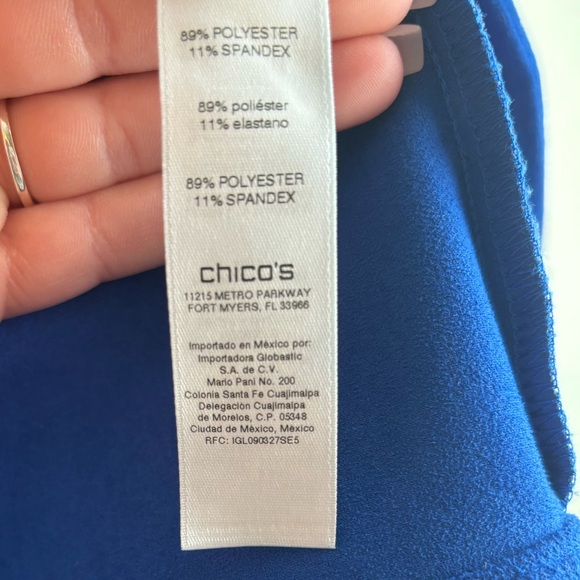 89% POLYESTER
11% SPANDEX
89% poliéster
11% elastano
89% POLYESTER
11% SPANDEX
chico's
11215 METRO PARKWAY
FORT MYERS, FL 33966
Importado en México por:
Importadora Globastic
S.A. de C.V.
Mario Pani No. 200
Colonia Santa Fe Cuajimalpa
Delegación Cuajimalpa
de Morelos, C.P. 05348
Ciudad de México, México
RFC: IGL090327SE5